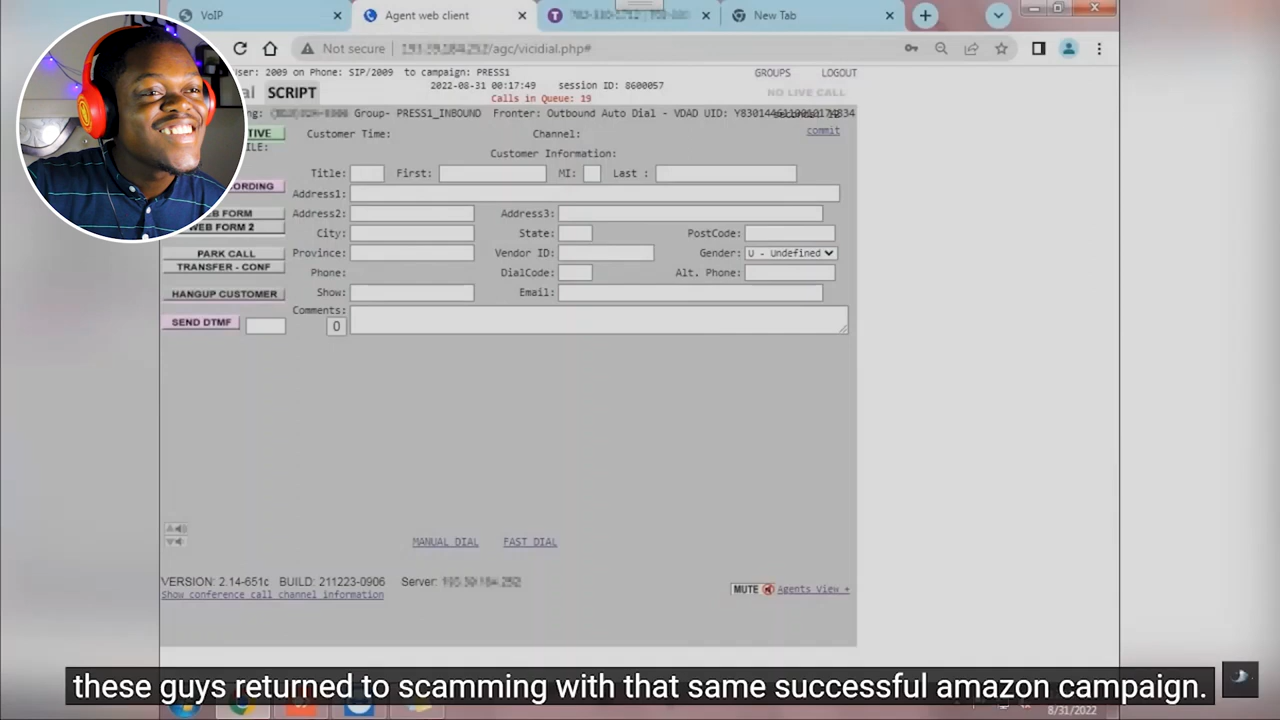 VoIP
Agent web client
New Tab
Not secure /agc/vicidial.php#
User: 2009 on Phone: SIP/2009 to campaign: PRESS1
GROUPS LOGOUT
2022-08-31 00:17:49 session ID: 8600057
Calls in Queue: 19
NO LIVE CALL
SCRIPT
Group- PRESS1_INBOUND Fronter: Outbound Auto Dial - VDAD UID:
commit
Customer Time: Channel:
Customer Information:
Title: First: MI: Last :
Address1:
WEB FORM Address2: Address3:
WEB FORM 2
City: State: PostCode:
PARK CALL Province: Vendor ID: Gender: U - Undefined
TRANSFER - CONF Phone: DialCode: Alt. Phone:
HANGUP CUSTOMER Show: Email:
Comments:
SEND DTMF
0
MANUAL DIAL FAST DIAL
VERSION: 2.14-651c BUILD: 211223-0906 Server:
MUTE Agents View +
Show conference call channel information
these guys returned to scamming with that same successful amazon campaign.
8/31/2022